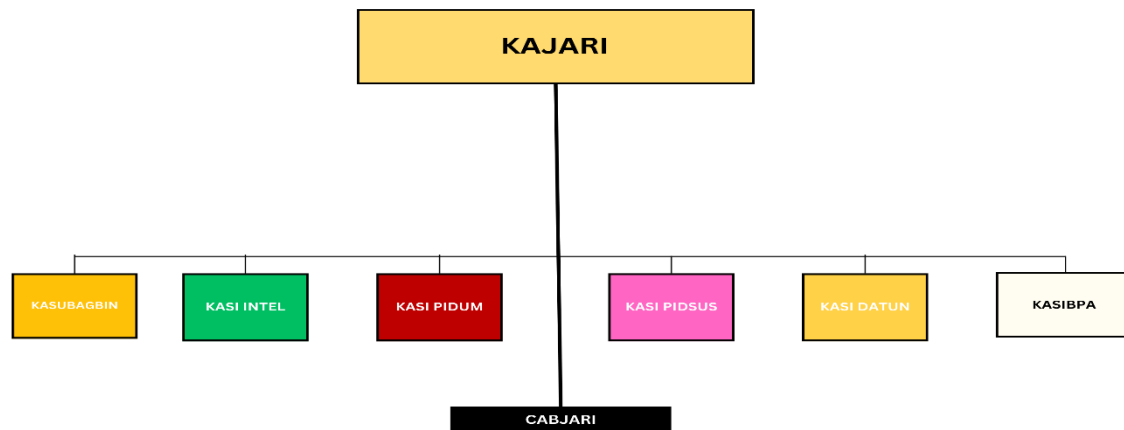 KAJARI
KASUBAGBIN
KASI INTEL
KASI PIDUM
KASI PIDSUS
KASI DATUN
KASIBPA
CABJARI